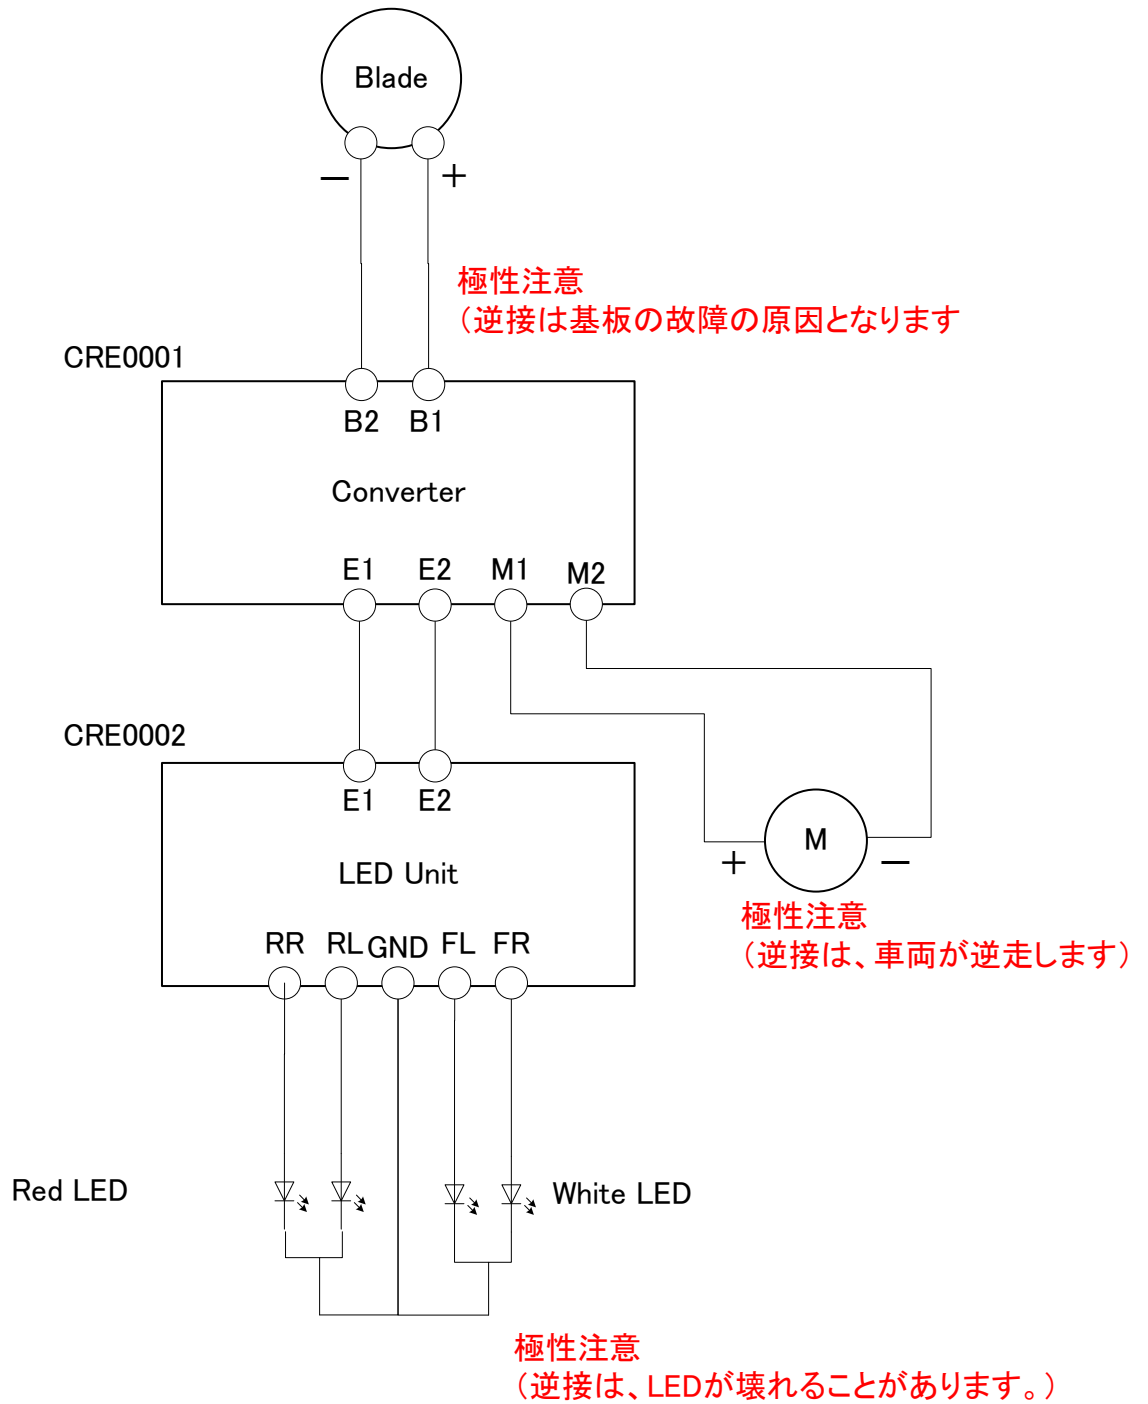 Blade
－ ＋
極性注意
（逆接は基板の故障の原因となります
CRE0001
B2 B1
Converter
E1 E2 M1 M2
CRE0002
E1 E2
LED Unit
M
＋ －
極性注意
（逆接は、車両が逆走します）
RR RL GND FL FR
Red LED
White LED
極性注意
（逆接は、LEDが壊れることがあります。）